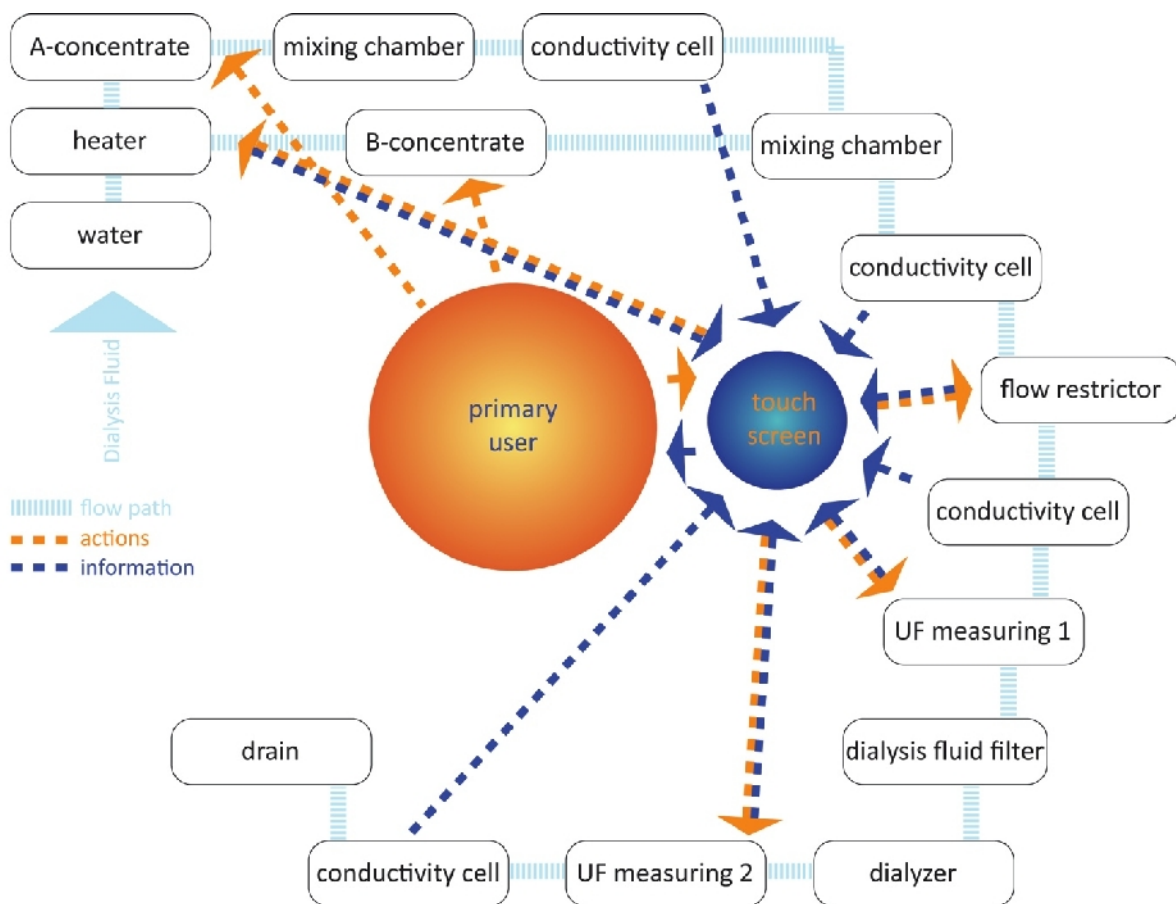 A-concentrate
mixing chamber
conductivity cell
heater
B-concentrate
mixing chamber
water
conductivity cell
Dialysis Fluid
primary
user
touch
screen
flow restrictor
flow path
actions
information
conductivity cell
UF measuring 1
drain
dialysis fluid filter
conductivity cell
UF measuring 2
dialyzer